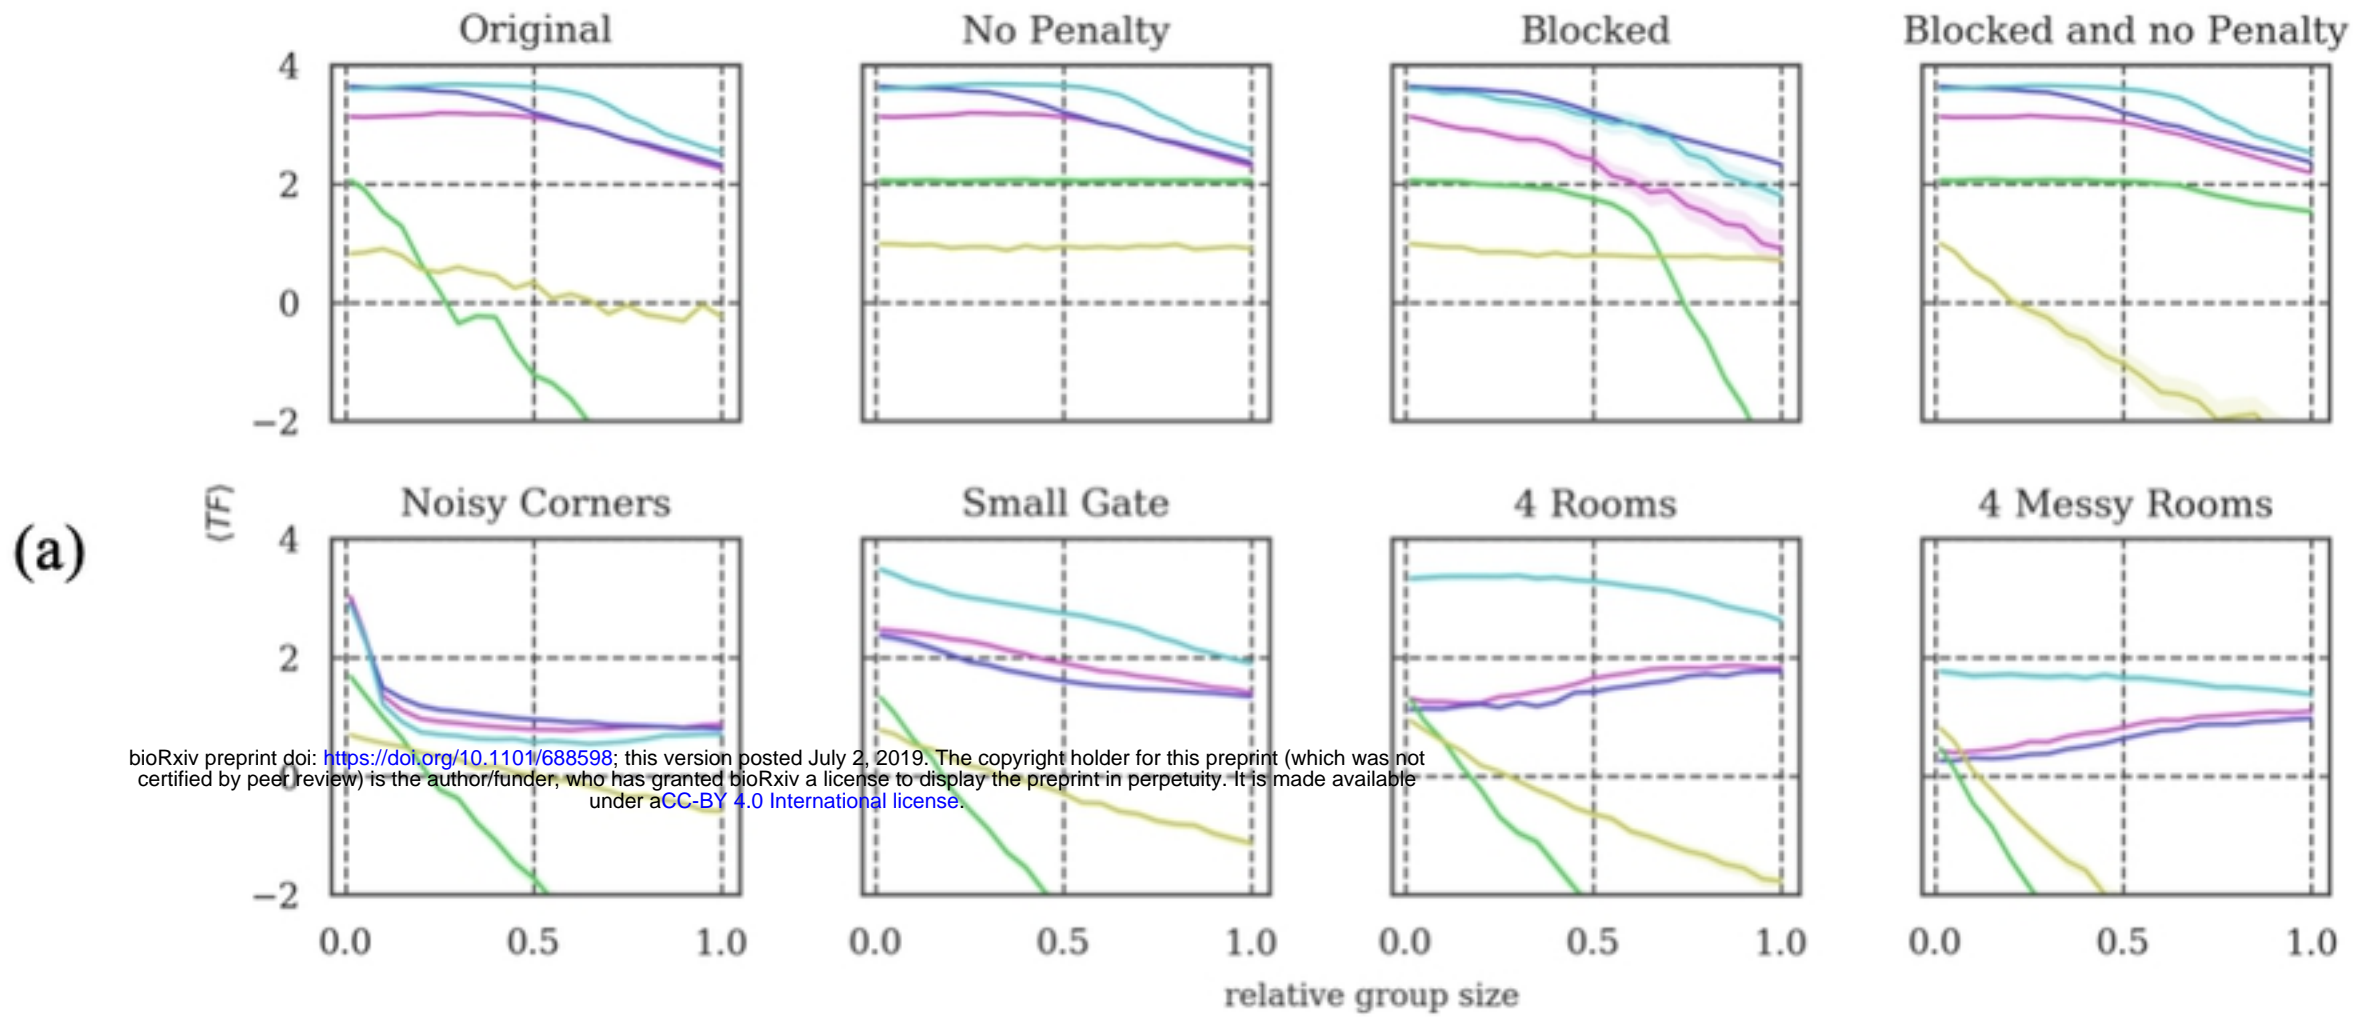 Original No Penalty Blocked Blocked and no Penalty
4
2
0
−2
Noisy Corners Small Gate 4 Rooms 4 Messy Rooms
⟨TF⟩
(a)
4
2
bioRxiv preprint doi: https://doi.org/10.1101/688598; this version posted July 2, 2019. The copyright holder for this preprint (which was not
0
certified by peer review) is the author/funder, who has granted bioRxiv a license to display the preprint in perpetuity. It is made available
under aCC-BY 4.0 International license.
−2
0.0 0.5 1.0 0.0 0.5 1.0 0.0 0.5 1.0 0.0 0.5 1.0
relative group size